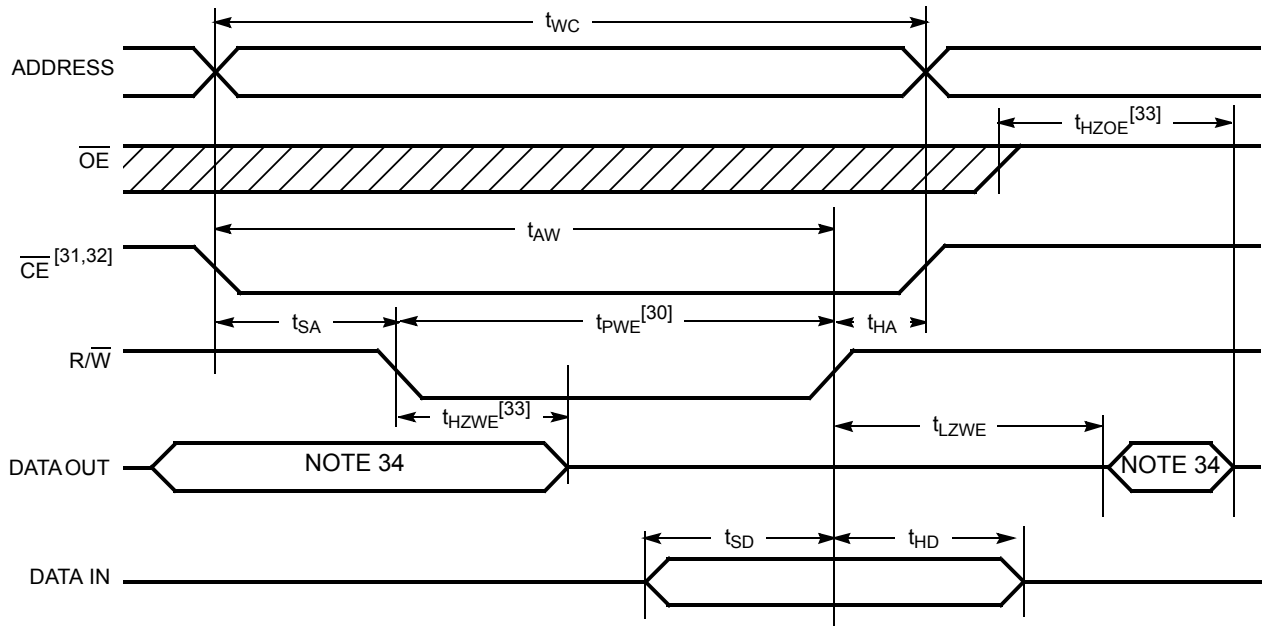 tWC
ADDRESS
tHZOE[33]
OE
tAW
CE [31,32]
tSA
tPWE[30]
tHA
R/W
tHZWE[33]
tLZWE
DATA OUT
NOTE 34
NOTE 34
tSD
tHD
DATA IN